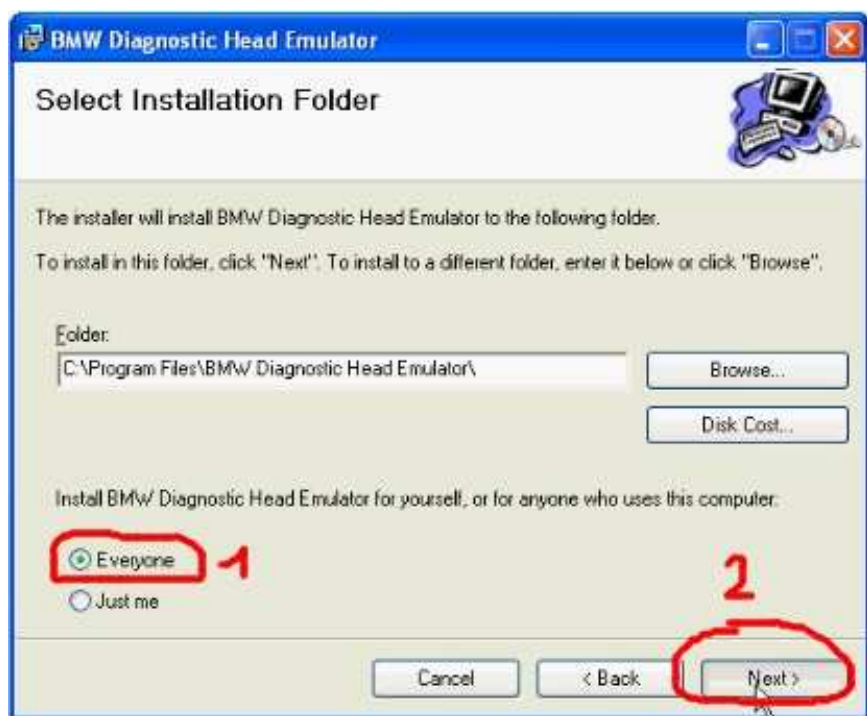 BMW Diagnostic Head Emulator
Select Installation Folder
The installer will install BMW Diagnostic Head Emulator to the following folder.
To install in this folder, click "Next". To install to a different folder, enter it below or click "Browse".
Folder:
C:\Program Files\BMW Diagnostic Head Emulator\
Browse...
Disk Cost...
Install BMW Diagnostic Head Emulator for yourself, or for anyone who uses this computer:
Everyone 1
Just me
2
Cancel
< Back
Next >